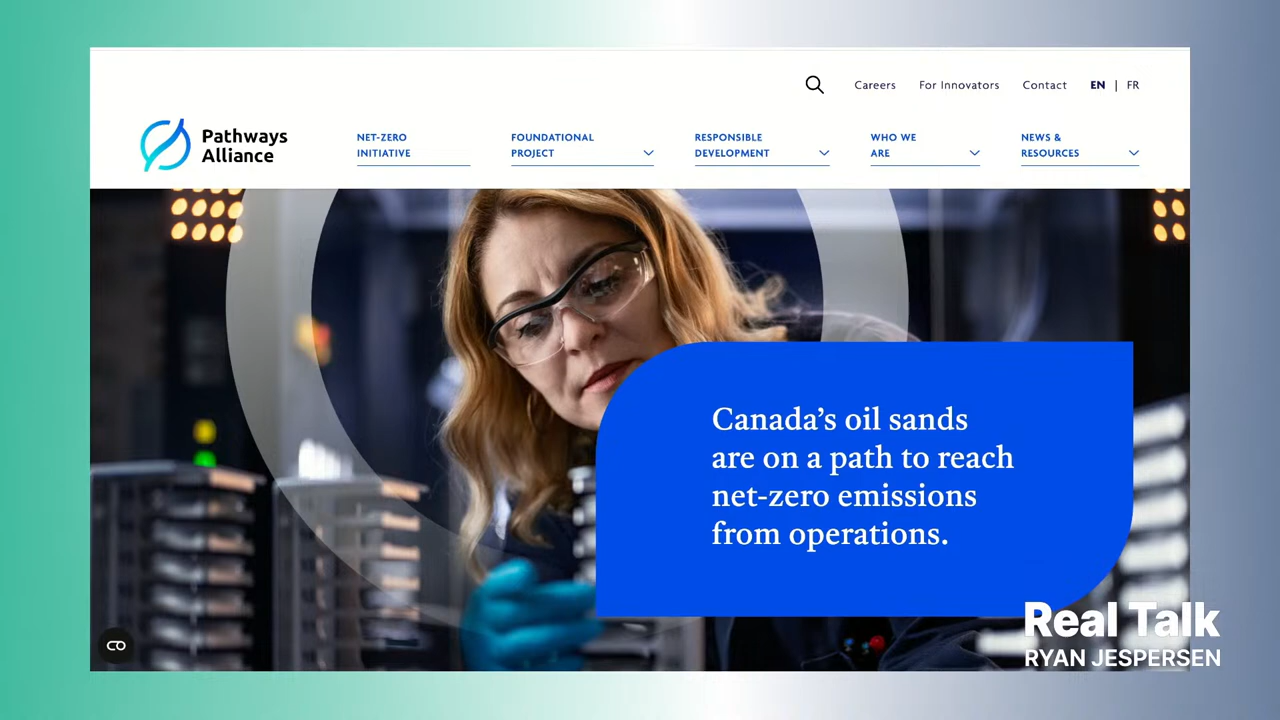 Careers For Innovators Contact EN | FR
Pathways
Alliance
NET-ZERO
INITIATIVE
FOUNDATIONAL
PROJECT
RESPONSIBLE
DEVELOPMENT
WHO WE
ARE
NEWS &
RESOURCES
Canada’s oil sands
are on a path to reach
net-zero emissions
from operations.
Real Talk
RYAN JESPERSEN